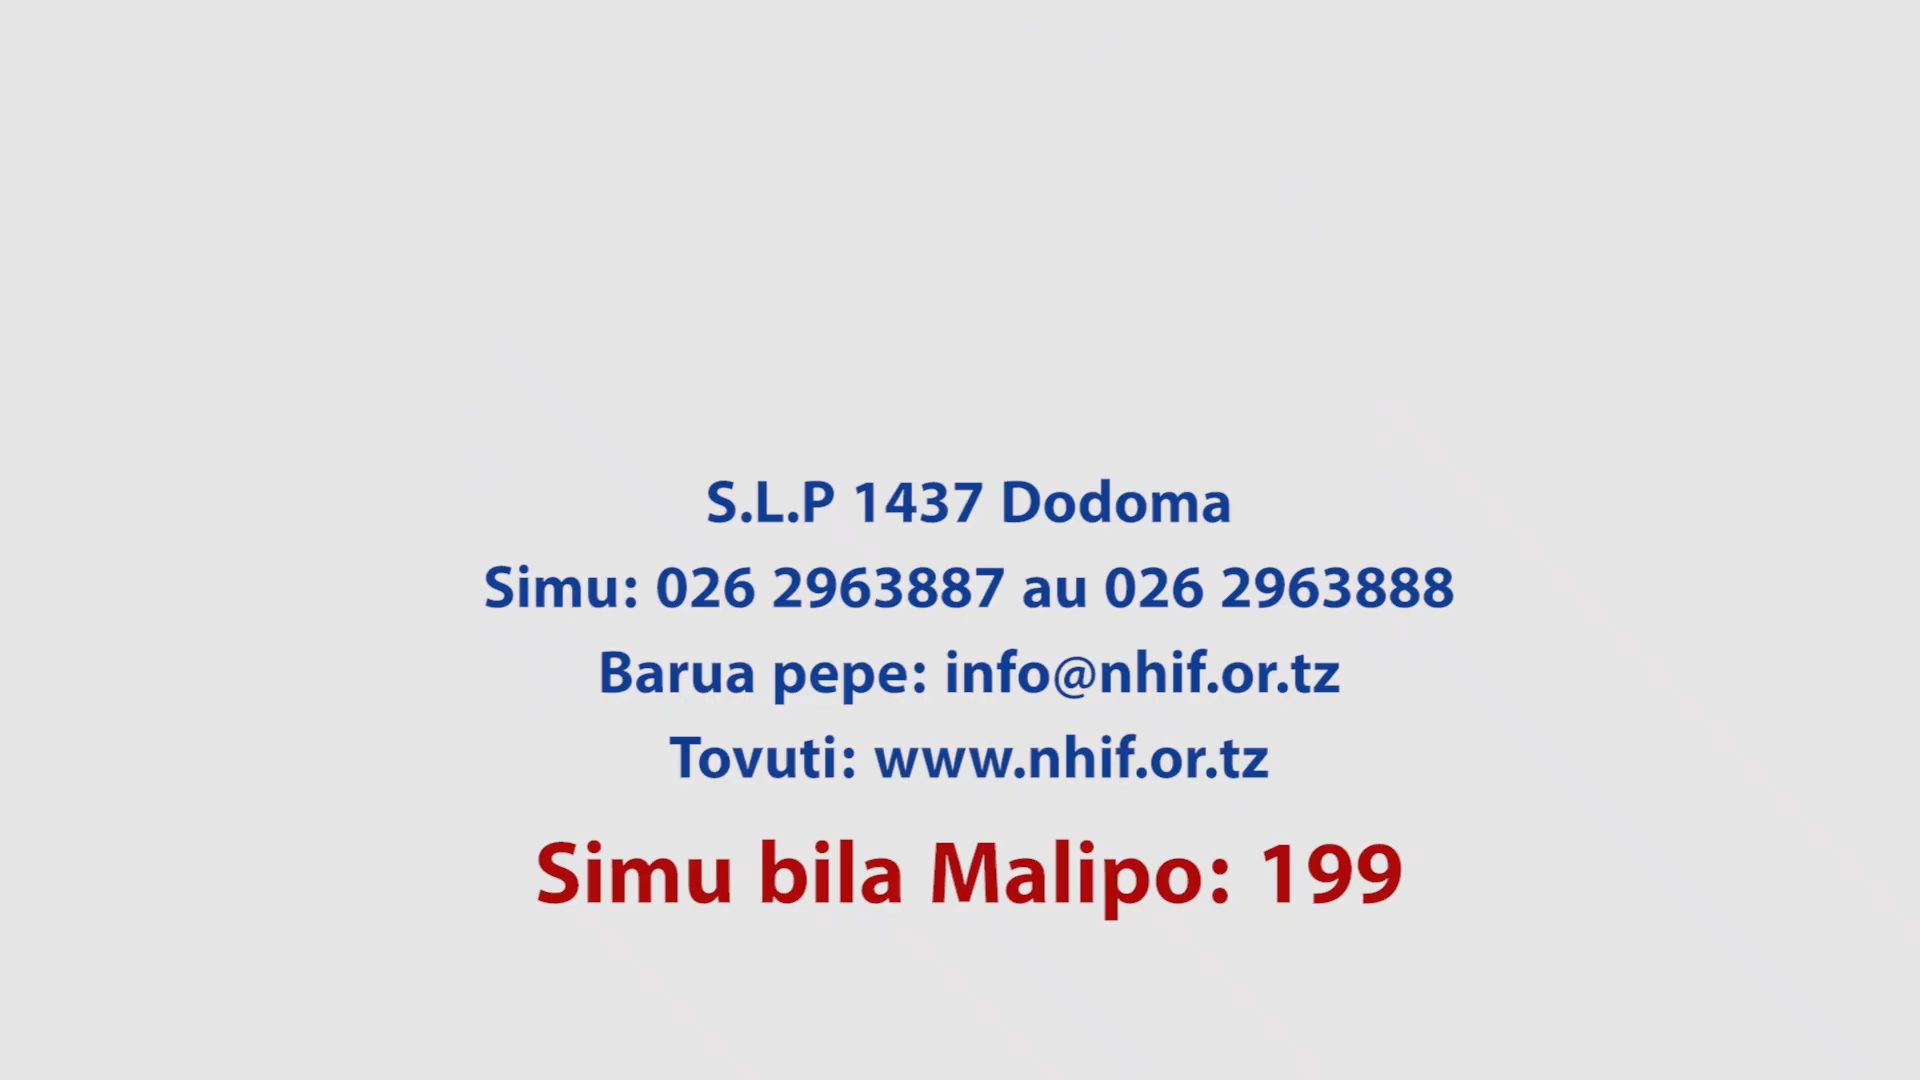 S.L.P 1437 Dodoma
Simu: 026 2963887 au 026 2963888
Barua pepe: info@nhif.or.tz
Tovuti: www.nhif.or.tz
Simu bila Malipo: 199